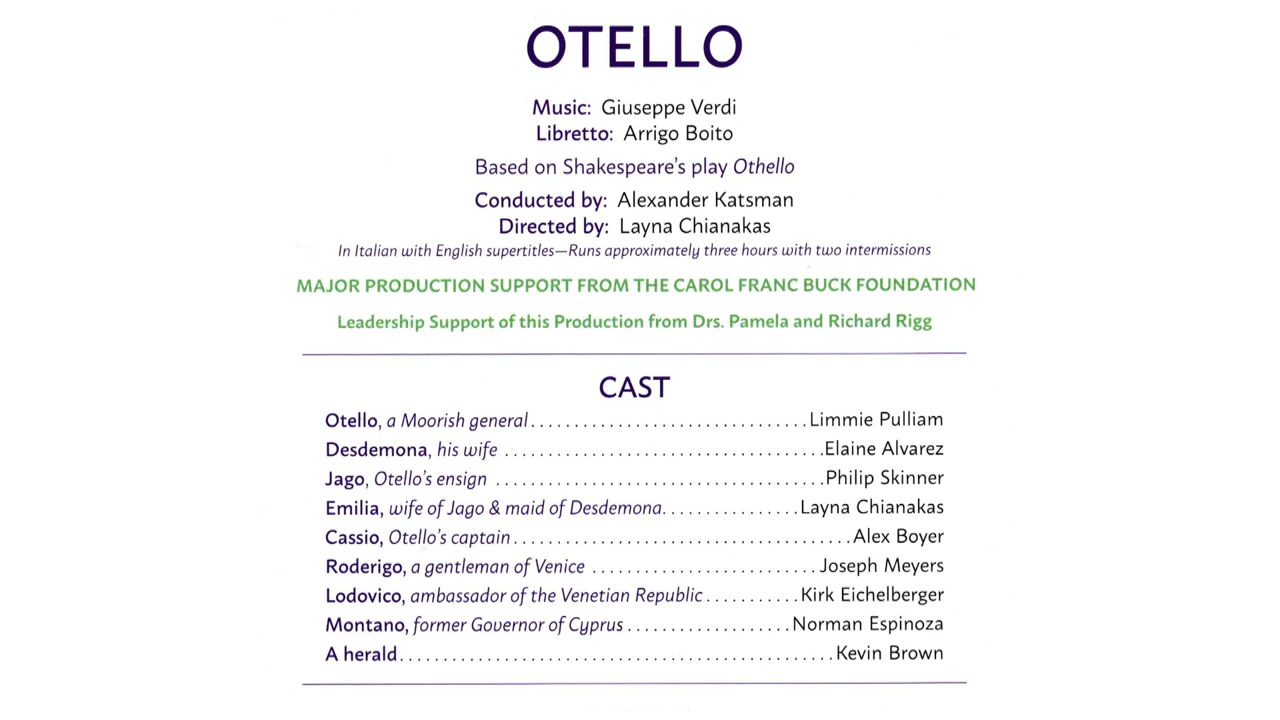 OTELLO
Music: Giuseppe Verdi
Libretto: Arrigo Boito
Based on Shakespeare's play Othello
Conducted by: Alexander Katsman
Directed by: Layna Chianakas
In Italian with English supertitles—Runs approximately three hours with two intermissions
MAJOR PRODUCTION SUPPORT FROM THE CAROL FRANC BUCK FOUNDATION
Leadership Support of this Production from Drs. Pamela and Richard Rigg
CAST
Otello, a Moorish general..............................Limmie Pulliam
Desdemona, his wife ..................................Elaine Alvarez
Jago, Otello's ensign ..................................Philip Skinner
Emilia, wife of Jago & maid of Desdemona.............Layna Chianakas
Cassio, Otello's captain....................................Alex Boyer
Roderigo, a gentleman of Venice ........................Joseph Meyers
Lodovico, ambassador of the Venetian Republic..........Kirk Eichelberger
Montano, former Governor of Cyprus..................Norman Espinoza
A herald..............................................Kevin Brown